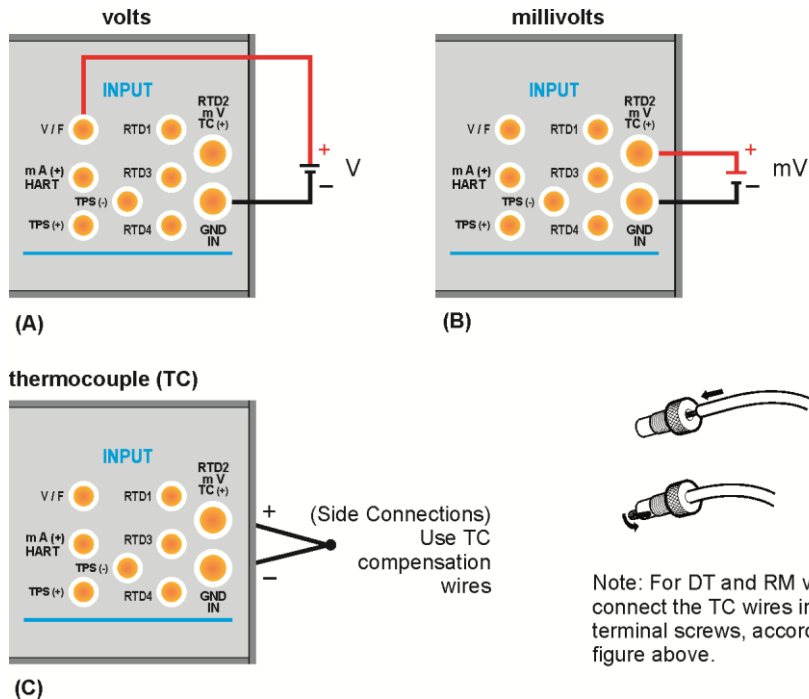 volts
INPUT
V / F
RTD1
RTD2
m V
TC (+)
m A (+)
HART
RTD3
TPS (-)
TPS (+)
RTD4
GND
IN
+
V
–
(A)
millivolts
INPUT
V / F
RTD1
RTD2
m V
TC (+)
m A (+)
HART
RTD3
TPS (-)
TPS (+)
RTD4
GND
IN
+
mV
–
(B)
thermocouple (TC)
INPUT
V / F
RTD1
RTD2
m V
TC (+)
m A (+)
HART
RTD3
TPS (-)
TPS (+)
RTD4
GND
IN
+
–
(Side Connections)
Use TC
compensation
wires
(C)
Note: For DT and RM
connect the TC wires
terminal screws,
figure above.